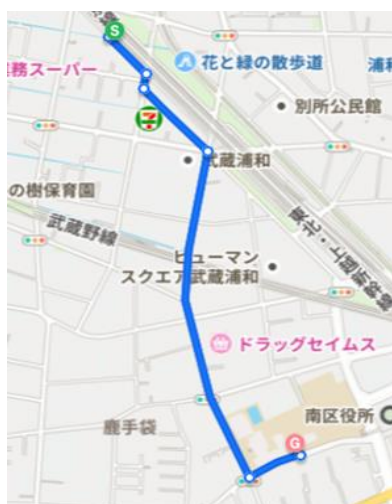 S
業務スーパー
花と緑の散歩道
浦和
別所公民館
7
武蔵浦和
の樹保育園
武蔵野線
東北・上越新幹線
ヒューマン
スクエア武蔵浦和
ドラッグセイムス
南区役所
鹿手袋
G